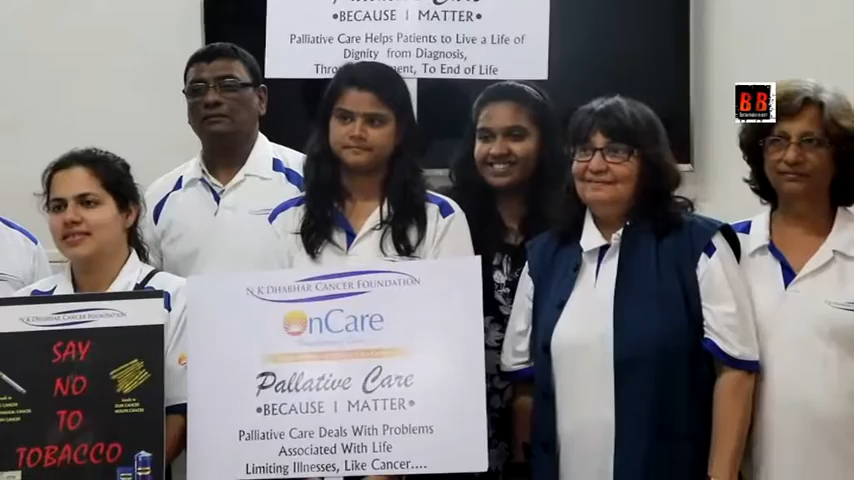 •BECAUSE I MATTER•
Palliative Care Helps Patients to Live a Life of
Dignity from Diagnosis,
To End of Life
BB
N K DHABHAR CANCER FOUNDATION
SAY
NO
TO
TOBACCO
N K DHABHAR CANCER FOUNDATION
OnCare
Palliative Care
•BECAUSE I MATTER•
Palliative Care Deals With Problems
Associated With Life
Limiting Illnesses, Like Cancer....